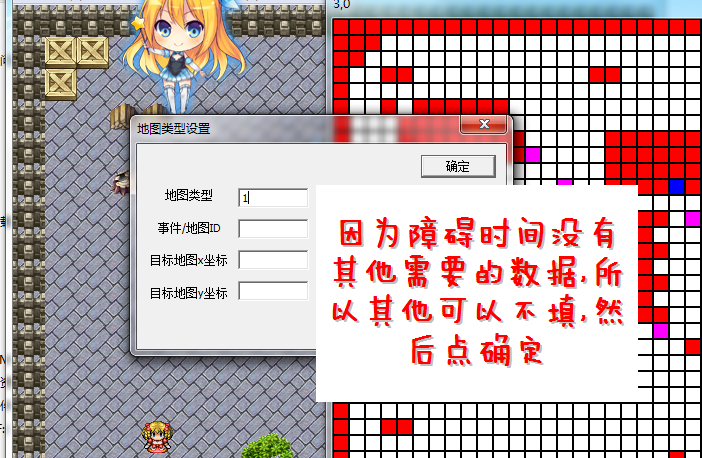 3,0
地图类型设置
确定
地图类型
1
事件/地图ID
目标地图x坐标
目标地图y坐标
因为障碍时间没有
其他需要的数据,所
以其他可以不填,然
后点确定